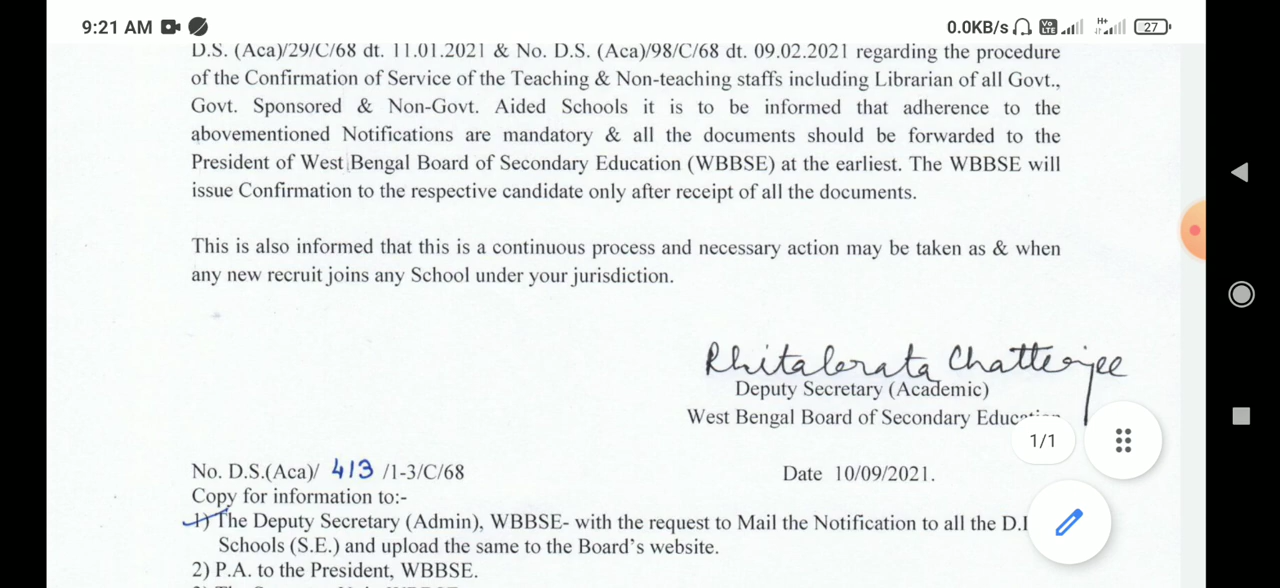 9:21 AM
0.0KB/s Vo LTE H+ 27
D.S. (Aca)/29/C/68 dt. 11.01.2021 & No. D.S. (Aca)/98/C/68 dt. 09.02.2021 regarding the procedure
of the Confirmation of Service of the Teaching & Non-teaching staffs including Librarian of all Govt.,
Govt. Sponsored & Non-Govt. Aided Schools it is to be informed that adherence to the
abovementioned Notifications are mandatory & all the documents should be forwarded to the
President of West Bengal Board of Secondary Education (WBBSE) at the earliest. The WBBSE will
issue Confirmation to the respective candidate only after receipt of all the documents.
This is also informed that this is a continuous process and necessary action may be taken as & when
any new recruit joins any School under your jurisdiction.
Chatterjee
Deputy Secretary (Academic)
West Bengal Board of Secondary
1/1
No. D.S.(Aca)/ 413 /1-3/C/68
Date 10/09/2021.
Copy for information to:-
1) The Deputy Secretary (Admin), WBBSE- with the request to Mail the Notification to all the
Schools (S.E.) and upload the same to the Board's website.
2) P.A. to the President, WBBSE.